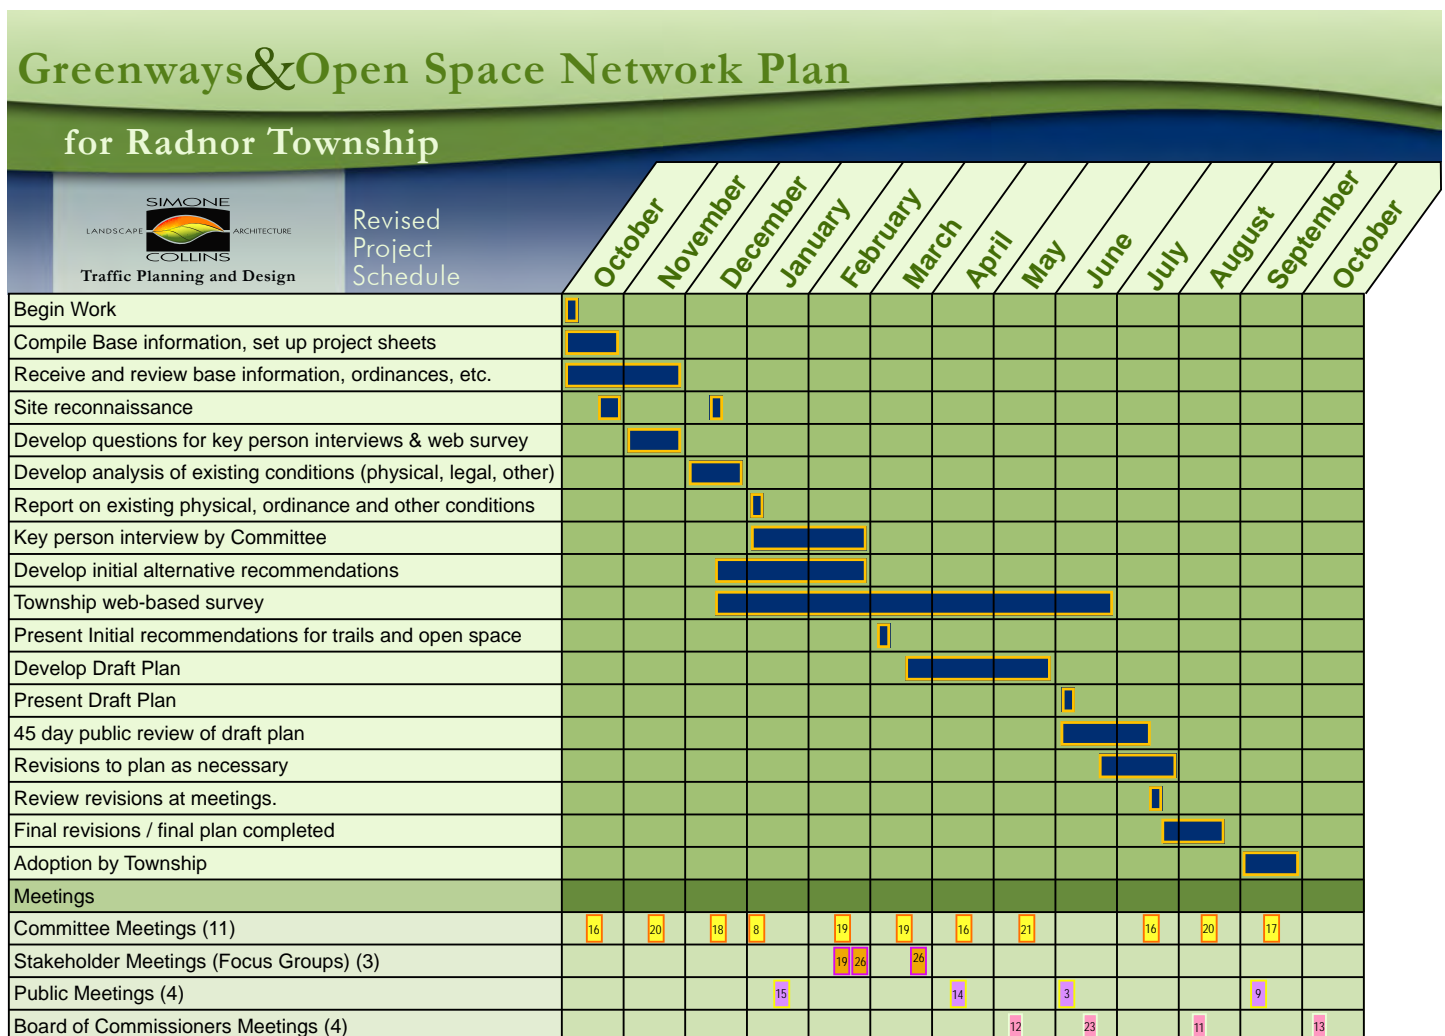 Greenways&Open Space Network Plan
for Radnor Township
SIMONE
LANDSCAPE ARCHITECTURE
COLLINS
Traffic Planning and Design
Revised
Project
Schedule
October November December January February March April May June July August September October
Begin Work
Compile Base information, set up project sheets
Receive and review base information, ordinances, etc.
Site reconnaissance
Develop questions for key person interviews & web survey
Develop analysis of existing conditions (physical, legal, other)
Report on existing physical, ordinance and other conditions
Key person interview by Committee
Develop initial alternative recommendations
Township web-based survey
Present Initial recommendations for trails and open space
Develop Draft Plan
Present Draft Plan
45 day public review of draft plan
Revisions to plan as necessary
Review revisions at meetings.
Final revisions / final plan completed
Adoption by Township
Meetings
Committee Meetings (11) 16 20 18 8 19 19 16 21 16 20 17
Stakeholder Meetings (Focus Groups) (3) 19 26 26
Public Meetings (4) 15 14 3 9
Board of Commissioners Meetings (4) 12 23 11 13